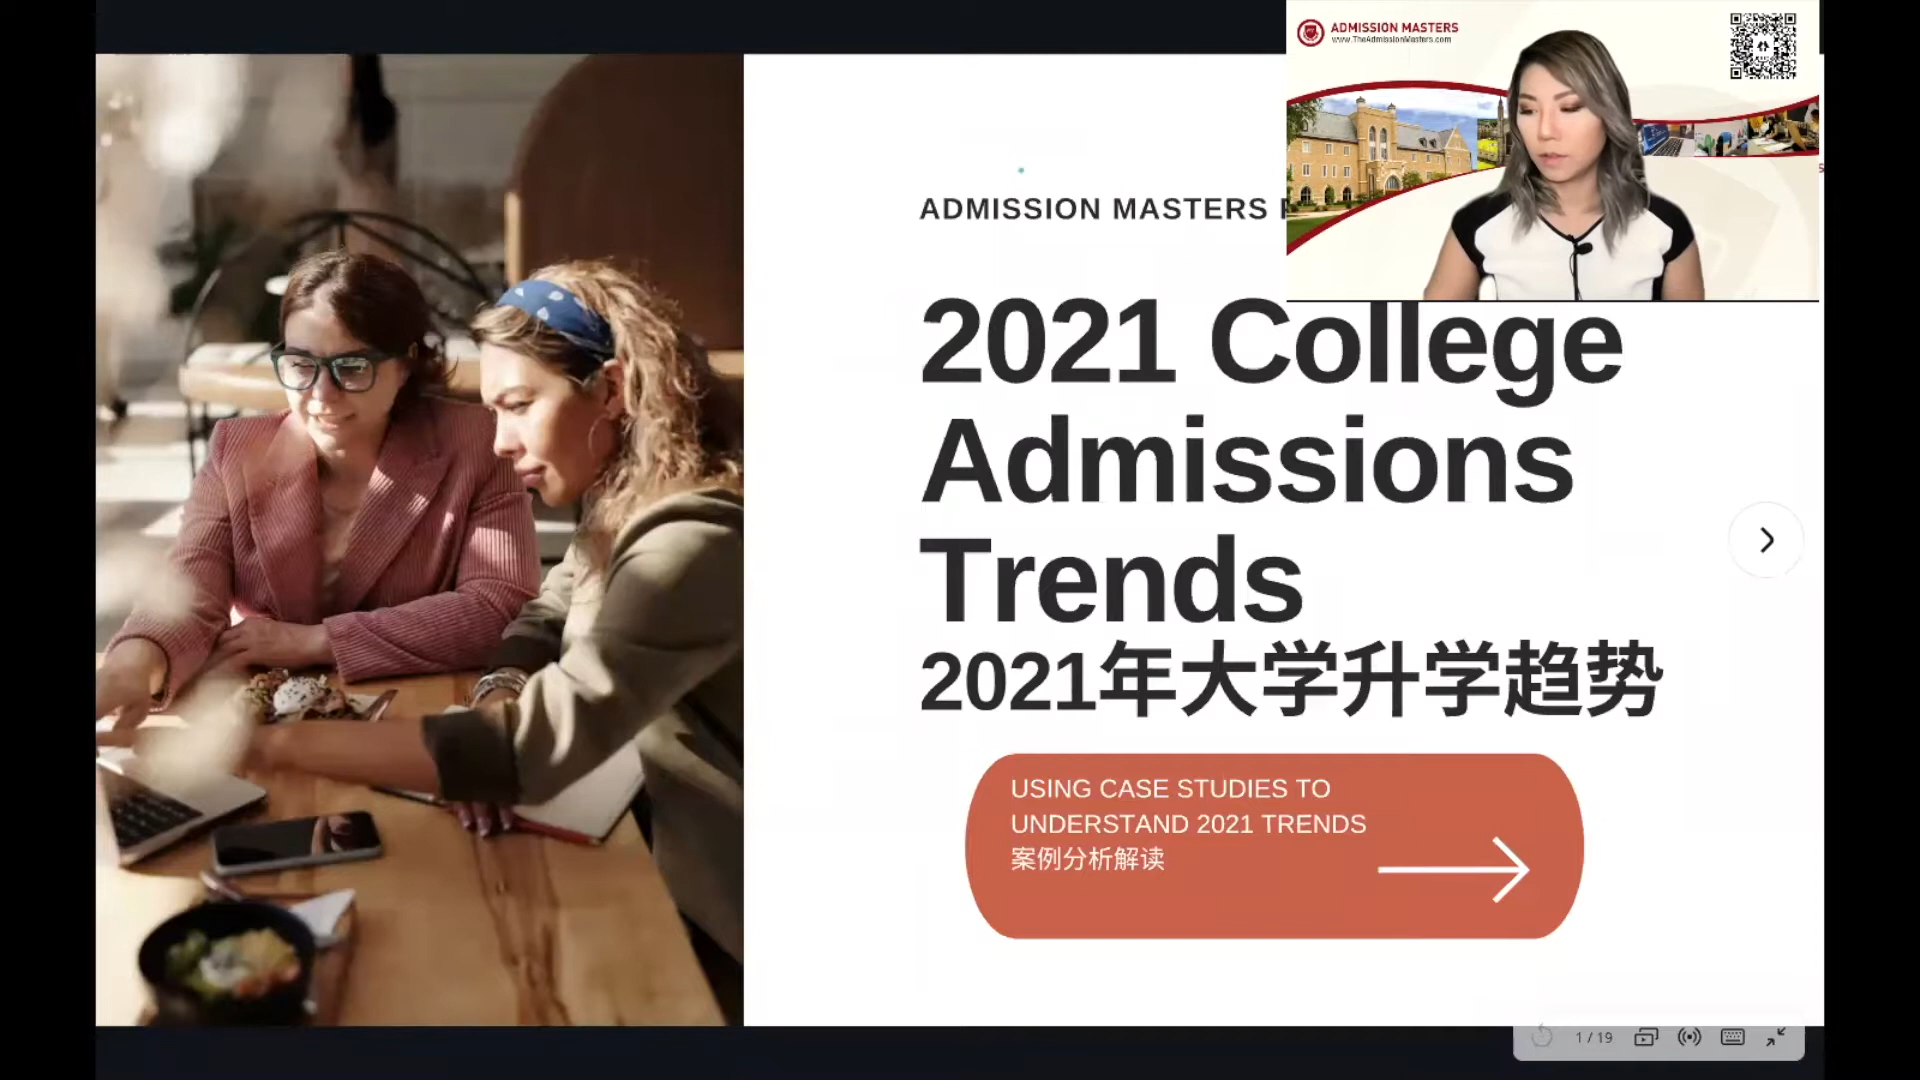 ADMISSION MASTERS
www.TheAdmissionMasters.com
ADMISSION MASTERS
2021 College
Admissions
Trends
2021年大学升学趋势
USING CASE STUDIES TO
UNDERSTAND 2021 TRENDS
案例分析解读
1 / 19